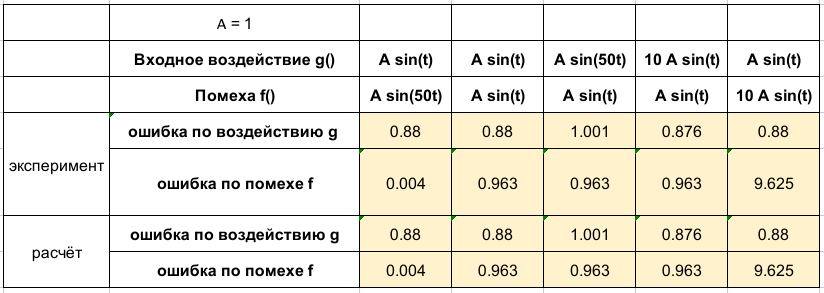 A = 1
Входное воздействие g() A sin(t) A sin(t) A sin(50t) 10 A sin(t) A sin(t)
Помеха f() A sin(50t) A sin(t) A sin(t) A sin(t) 10 A sin(t)
эксперимент ошибка по воздействию g 0.88 0.88 1.001 0.876 0.88
ошибка по помехе f 0.004 0.963 0.963 0.963 9.625
расчёт ошибка по воздействию g 0.88 0.88 1.001 0.876 0.88
ошибка по помехе f 0.004 0.963 0.963 0.963 9.625